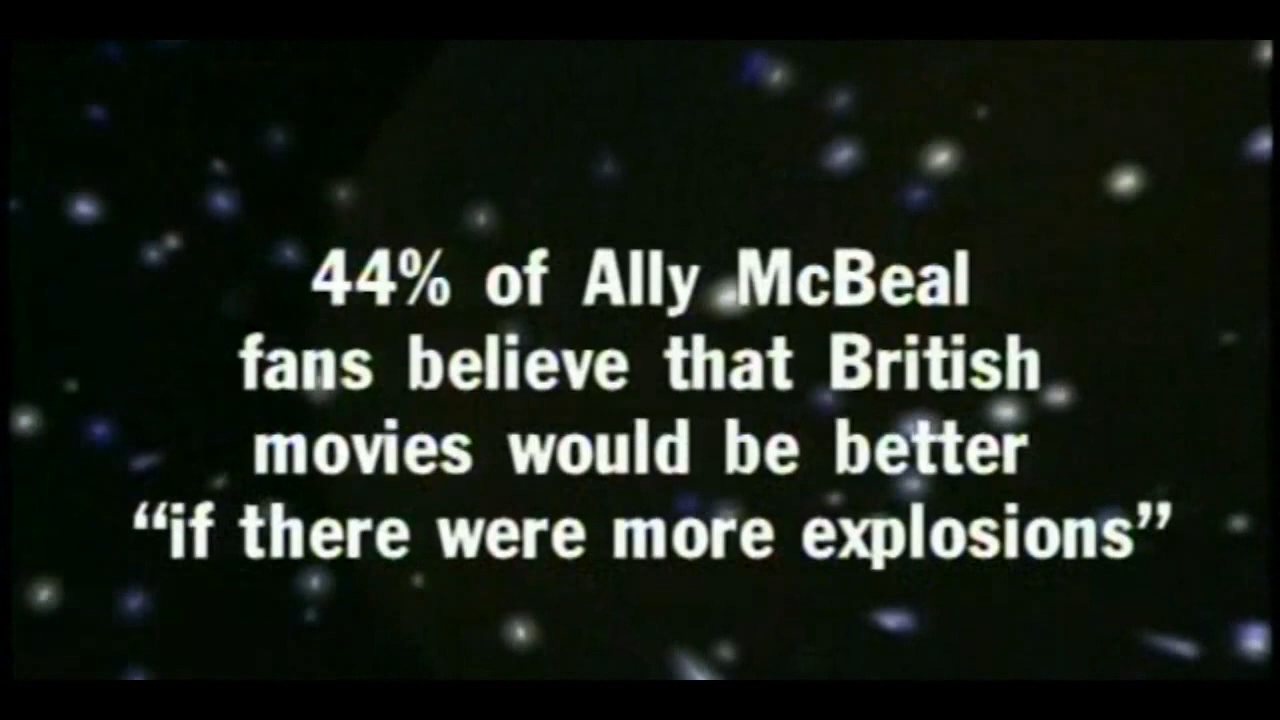 44% of Ally McBeal
fans believe that British
movies would be better
“if there were more explosions”